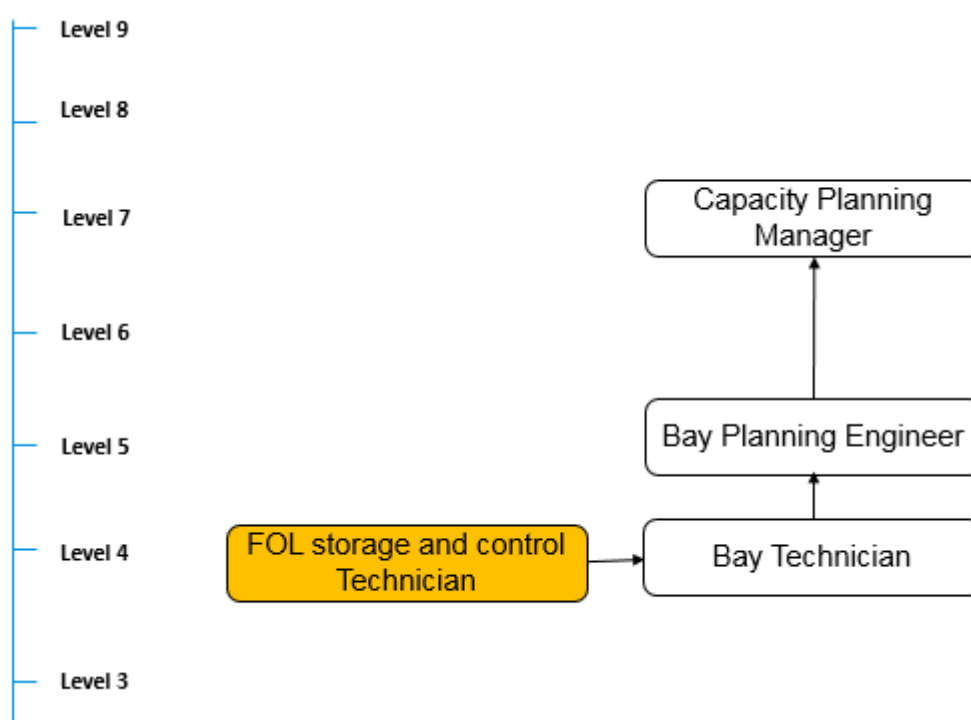 Level 9
Level 8
Level 7
Capacity Planning
Manager
Level 6
Level 5
Bay Planning Engineer
Level 4
FOL storage and control
Technician
Bay Technician
Level 3